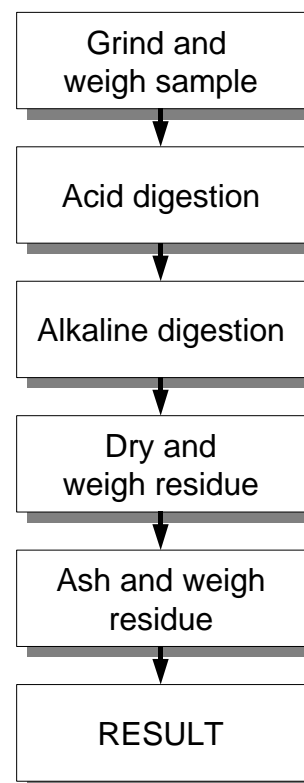 Grind and
weigh sample
Acid digestion
Alkaline digestion
Dry and
weigh residue
Ash and weigh
residue
RESULT